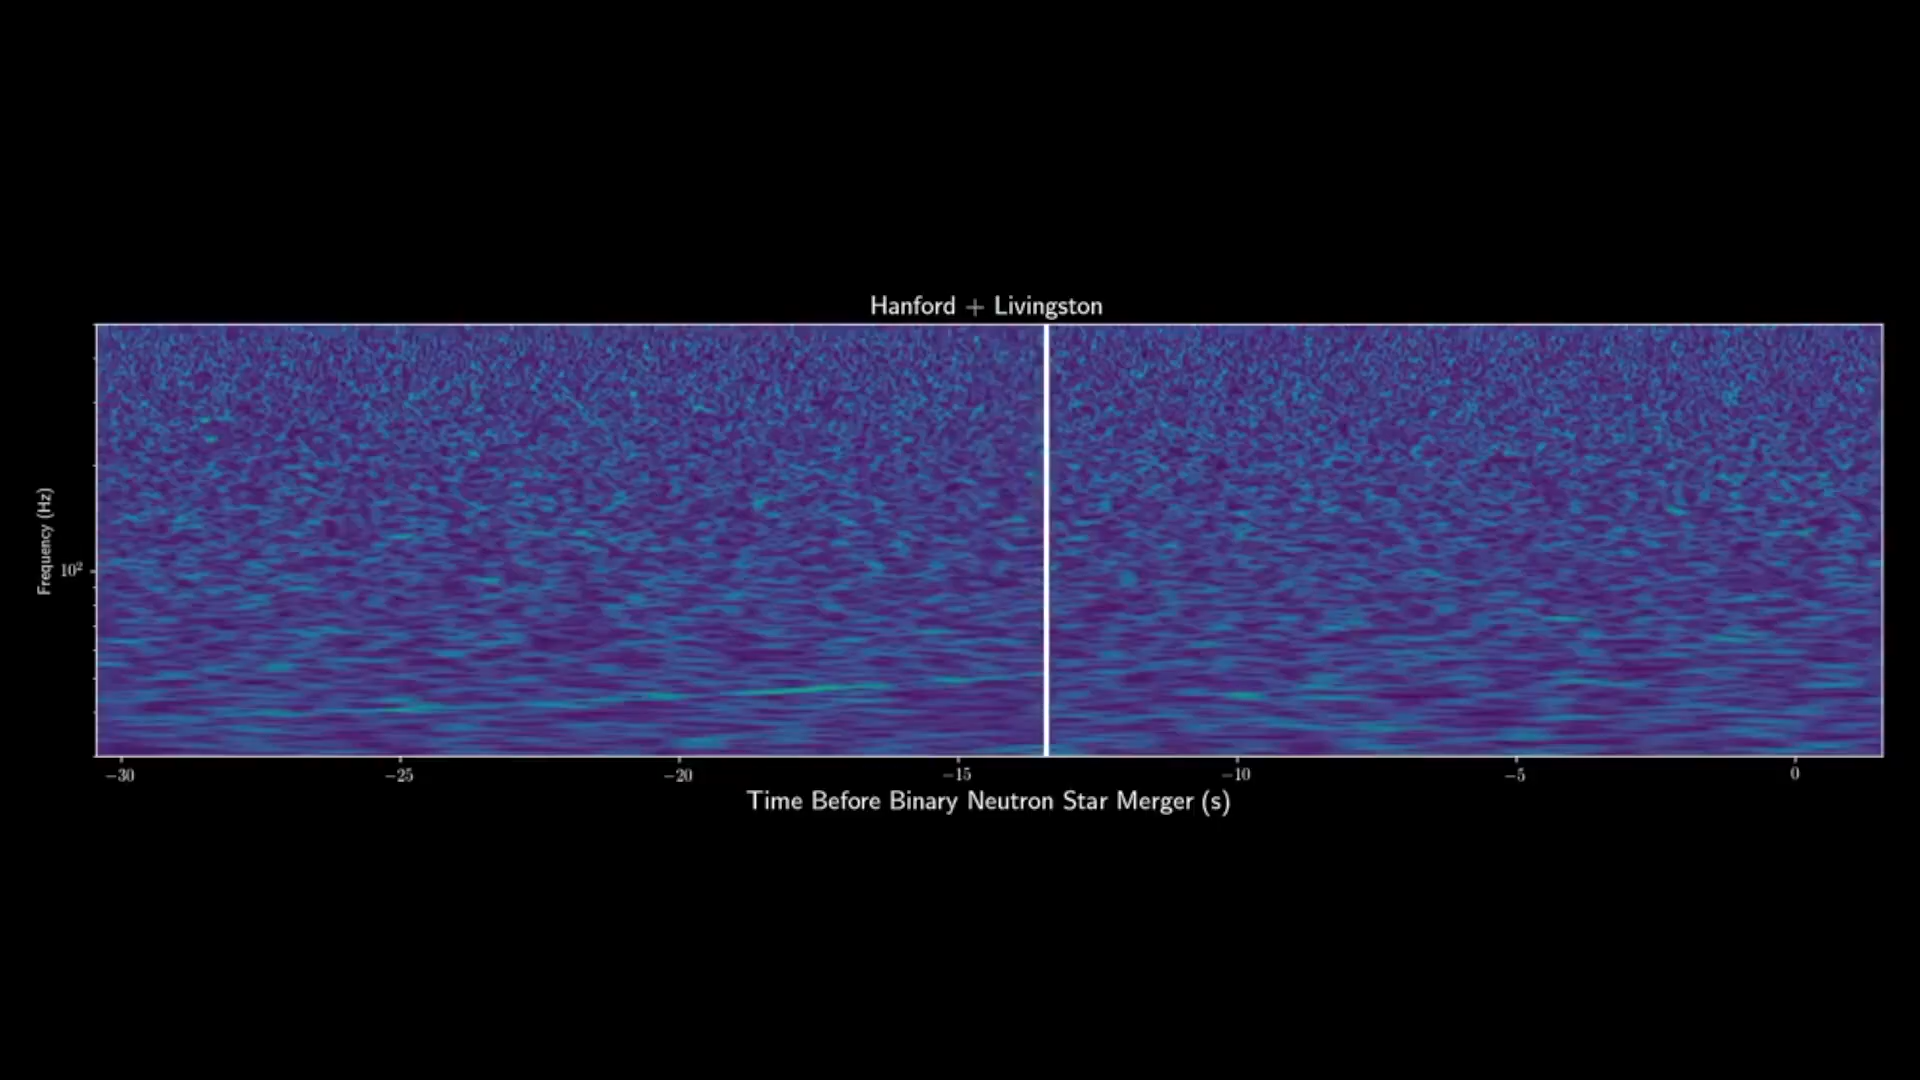 Hanford + Livingston
Frequency (Hz)
10²
−30 −25 −20 −15 −10 −5 0
Time Before Binary Neutron Star Merger (s)